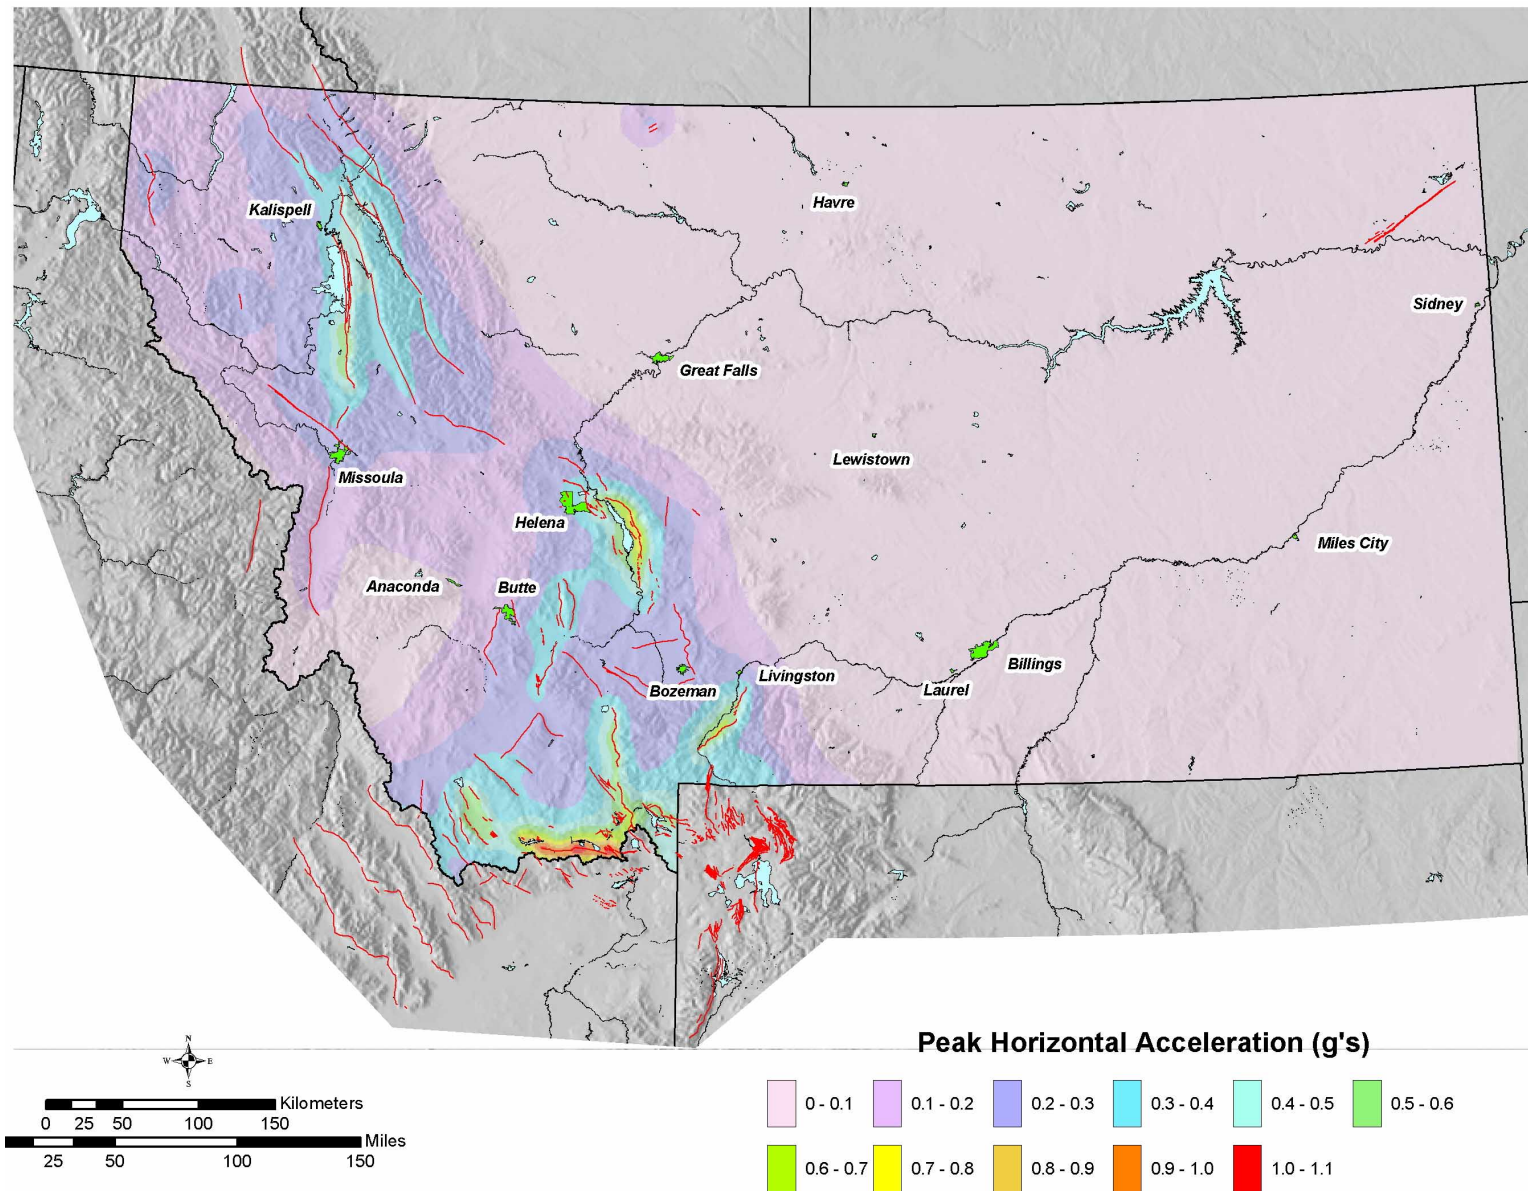 Kalispell
Havre
Sidney
Great Falls
Lewistown
Missoula
Helena
Miles City
Anaconda
Butte
Billings
Livingston
Bozeman
Laurel
Peak Horizontal Acceleration (g's)
N
W E
S
Kilometers
0 25 50 100 150
Miles
25 50 100 150
0 - 0.1 0.1 - 0.2 0.2 - 0.3 0.3 - 0.4 0.4 - 0.5 0.5 - 0.6
0.6 - 0.7 0.7 - 0.8 0.8 - 0.9 0.9 - 1.0 1.0 - 1.1